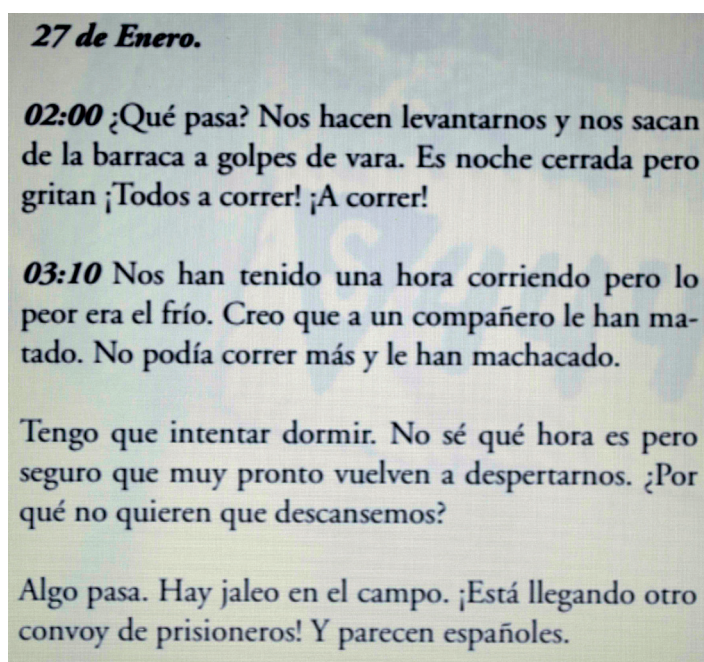 27 de Enero.
02:00 ¿Qué pasa? Nos hacen levantarnos y nos sacan
de la barraca a golpes de vara. Es noche cerrada pero
gritan ¡Todos a correr! ¡A correr!
03:10 Nos han tenido una hora corriendo pero lo
peor era el frío. Creo que a un compañero le han ma-
tado. No podía correr más y le han machacado.
Tengo que intentar dormir. No sé qué hora es pero
seguro que muy pronto vuelven a despertarnos. ¿Por
qué no quieren que descansemos?
Algo pasa. Hay jaleo en el campo. ¡Está llegando otro
convoy de prisioneros! Y parecen españoles.